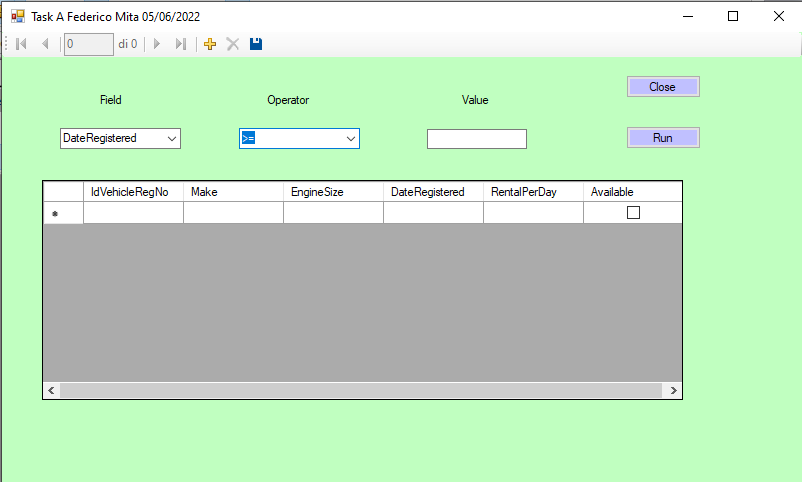 Task A Federico Mita 05/06/2022
0 di 0
Close
Field Operator Value
DateRegistered >= Run
IdVehicleRegNo Make EngineSize DateRegistered RentalPerDay Available